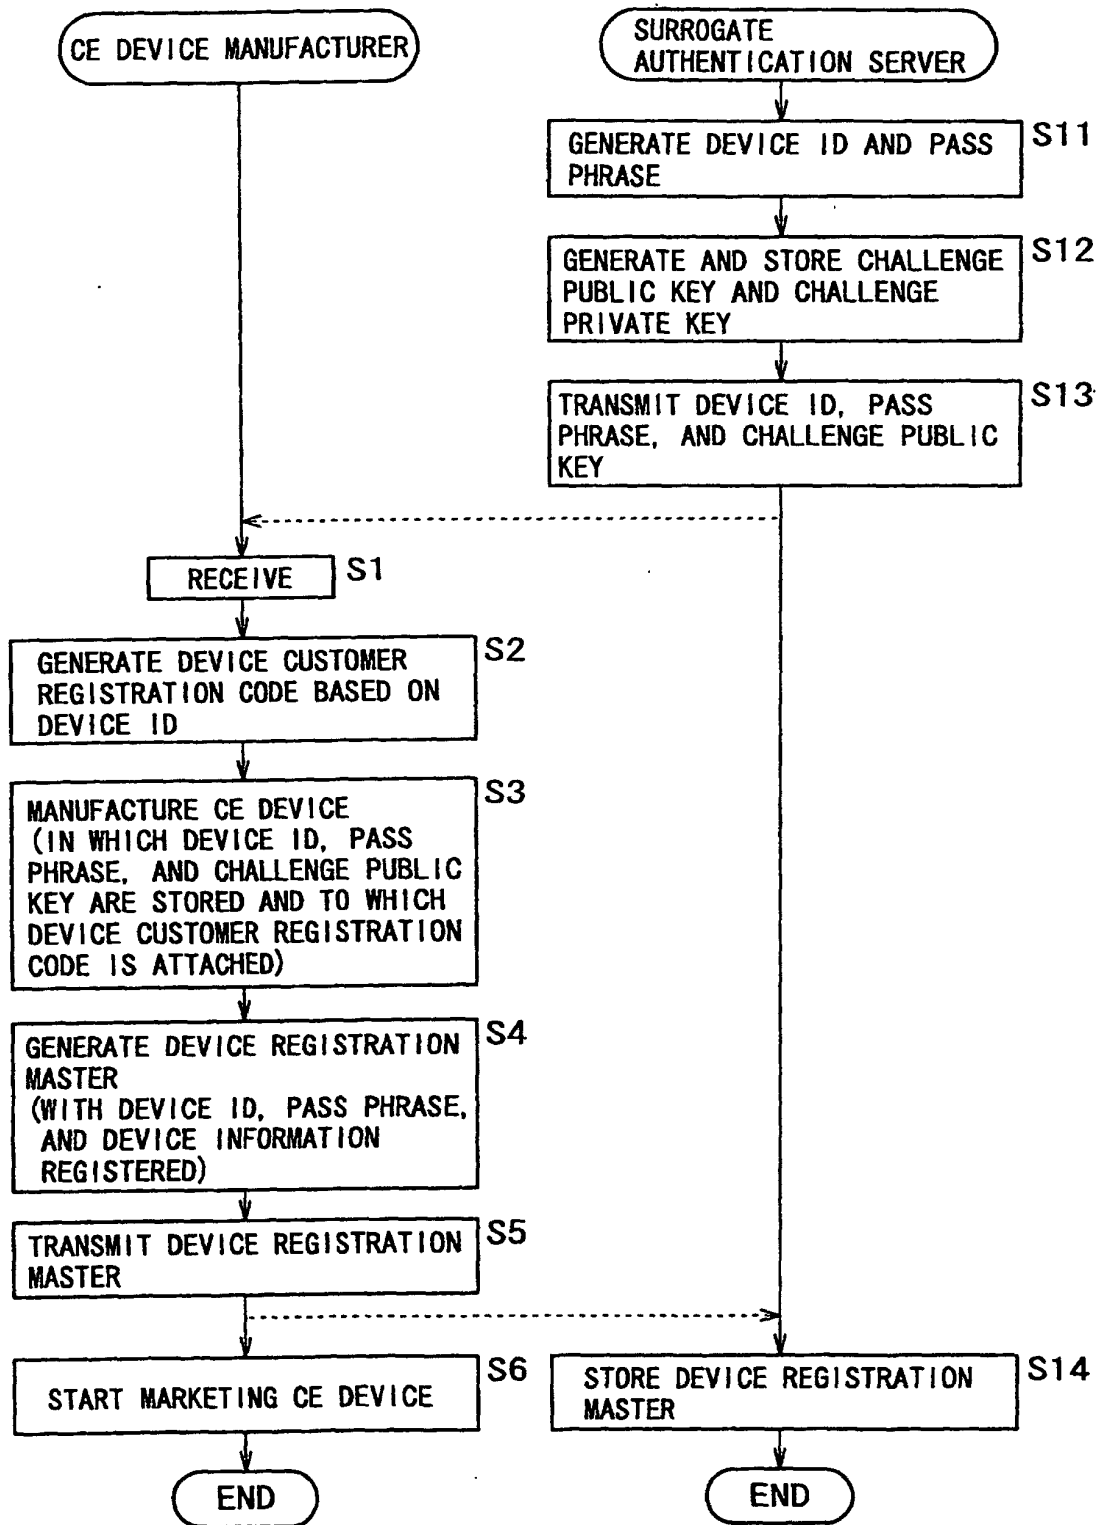 CE DEVICE MANUFACTURER
SURROGATE
AUTHENTICATION SERVER
GENERATE DEVICE ID AND PASS
PHRASE
S11
GENERATE AND STORE CHALLENGE
PUBLIC KEY AND CHALLENGE
PRIVATE KEY
S12
TRANSMIT DEVICE ID, PASS
PHRASE, AND CHALLENGE PUBLIC
KEY
S13
RECEIVE
S1
GENERATE DEVICE CUSTOMER
REGISTRATION CODE BASED ON
DEVICE ID
S2
MANUFACTURE CE DEVICE
(IN WHICH DEVICE ID, PASS
PHRASE, AND CHALLENGE PUBLIC
KEY ARE STORED AND TO WHICH
DEVICE CUSTOMER REGISTRATION
CODE IS ATTACHED)
S3
GENERATE DEVICE REGISTRATION
MASTER
(WITH DEVICE ID, PASS PHRASE,
AND DEVICE INFORMATION
REGISTERED)
S4
TRANSMIT DEVICE REGISTRATION
MASTER
S5
START MARKETING CE DEVICE
S6
STORE DEVICE REGISTRATION
MASTER
S14
END
END